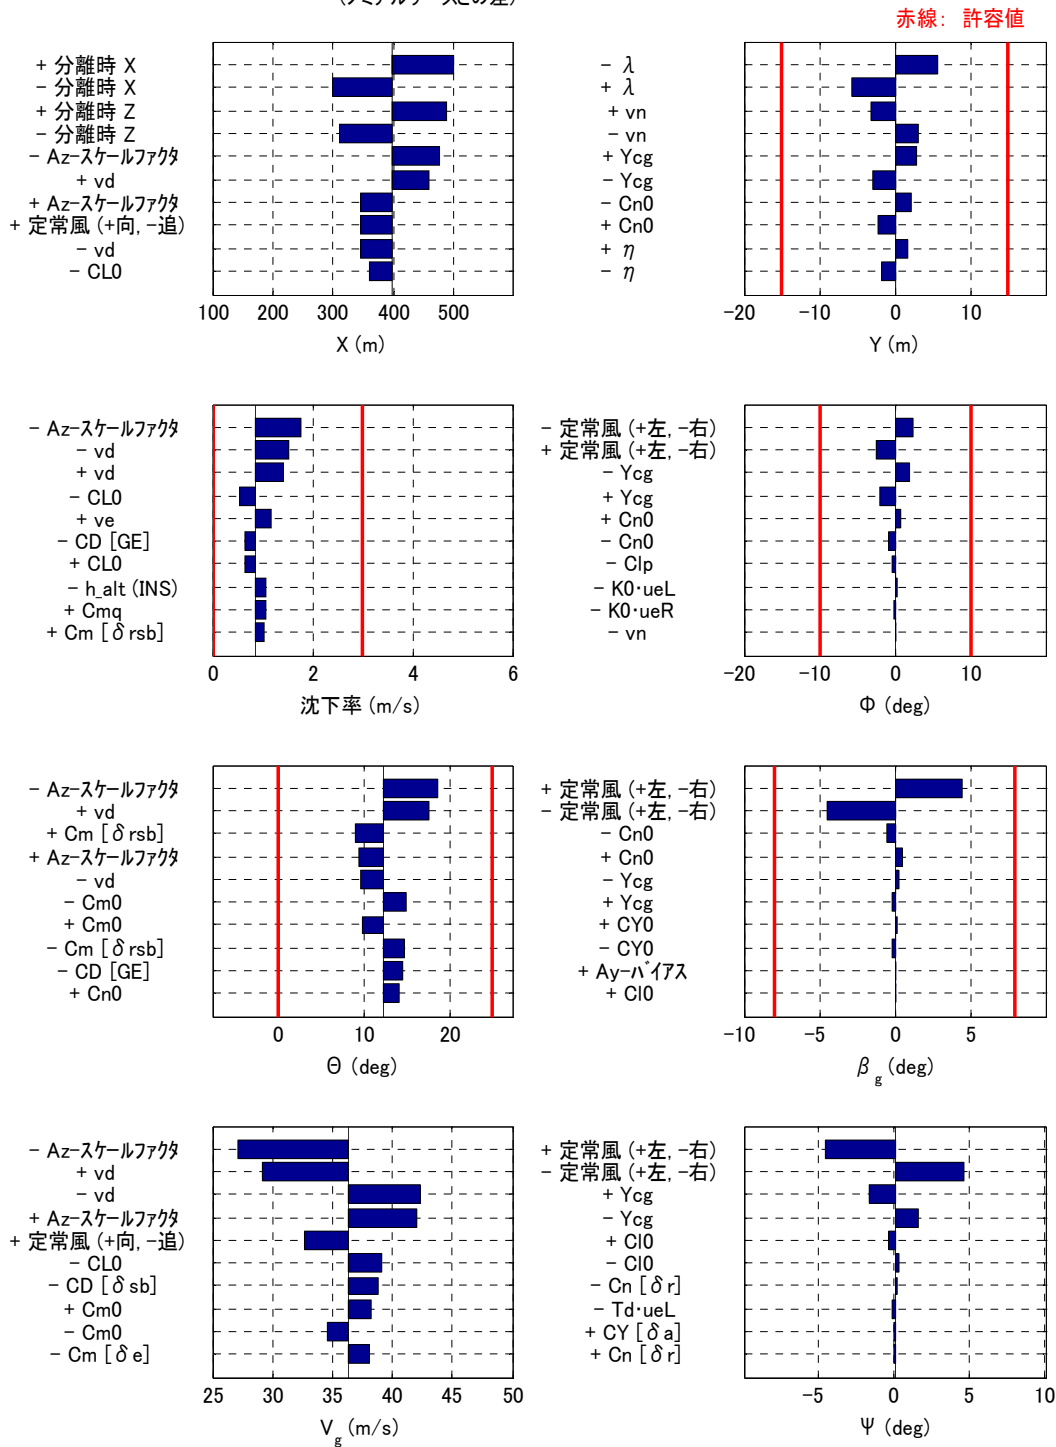 赤線: 許容値
+ 分離時 X
- 分離時 X
+ 分離時 Z
- 分離時 Z
- Az-スケールファクタ
+ vd
+ Az-スケールファクタ
+ 定常風 (+向, -追)
- vd
- CL0
100 200 300 400 500
X (m)
- λ
+ λ
+ vn
- vn
+ Ycg
- Ycg
- Cn0
+ Cn0
+ η
- η
-20 -10 0 10
Y (m)
- Az-スケールファクタ
- vd
+ vd
- CL0
+ ve
- CD [GE]
+ CL0
- h_alt (INS)
+ Cmq
+ Cm [δrsb]
0 2 4 6
沈下率 (m/s)
- 定常風 (+左, -右)
+ 定常風 (+左, -右)
- Ycg
+ Ycg
+ Cn0
- Cn0
- Clp
- K0・ueL
- K0・ueR
- vn
-20 -10 0 10
Φ (deg)
- Az-スケールファクタ
+ vd
+ Cm [δrsb]
+ Az-スケールファクタ
- vd
- Cm0
+ Cm0
- Cm [δrsb]
- CD [GE]
+ Cn0
0 10 20
Θ (deg)
+ 定常風 (+左, -右)
- 定常風 (+左, -右)
- Cn0
+ Cn0
- Ycg
+ Ycg
+ CY0
- CY0
+ Ay-バイアス
+ Cl0
-10 -5 0 5
β_g (deg)
- Az-スケールファクタ
+ vd
- vd
+ Az-スケールファクタ
+ 定常風 (+向, -追)
- CL0
- CD [δsb]
+ Cm0
- Cm0
- Cm [δe]
25 30 35 40 45 50
V_g (m/s)
+ 定常風 (+左, -右)
- 定常風 (+左, -右)
+ Ycg
- Ycg
+ Cl0
- Cl0
- Cn [δr]
- Td・ueL
+ CY [δa]
+ Cn [δr]
-5 0 5 10
Ψ (deg)